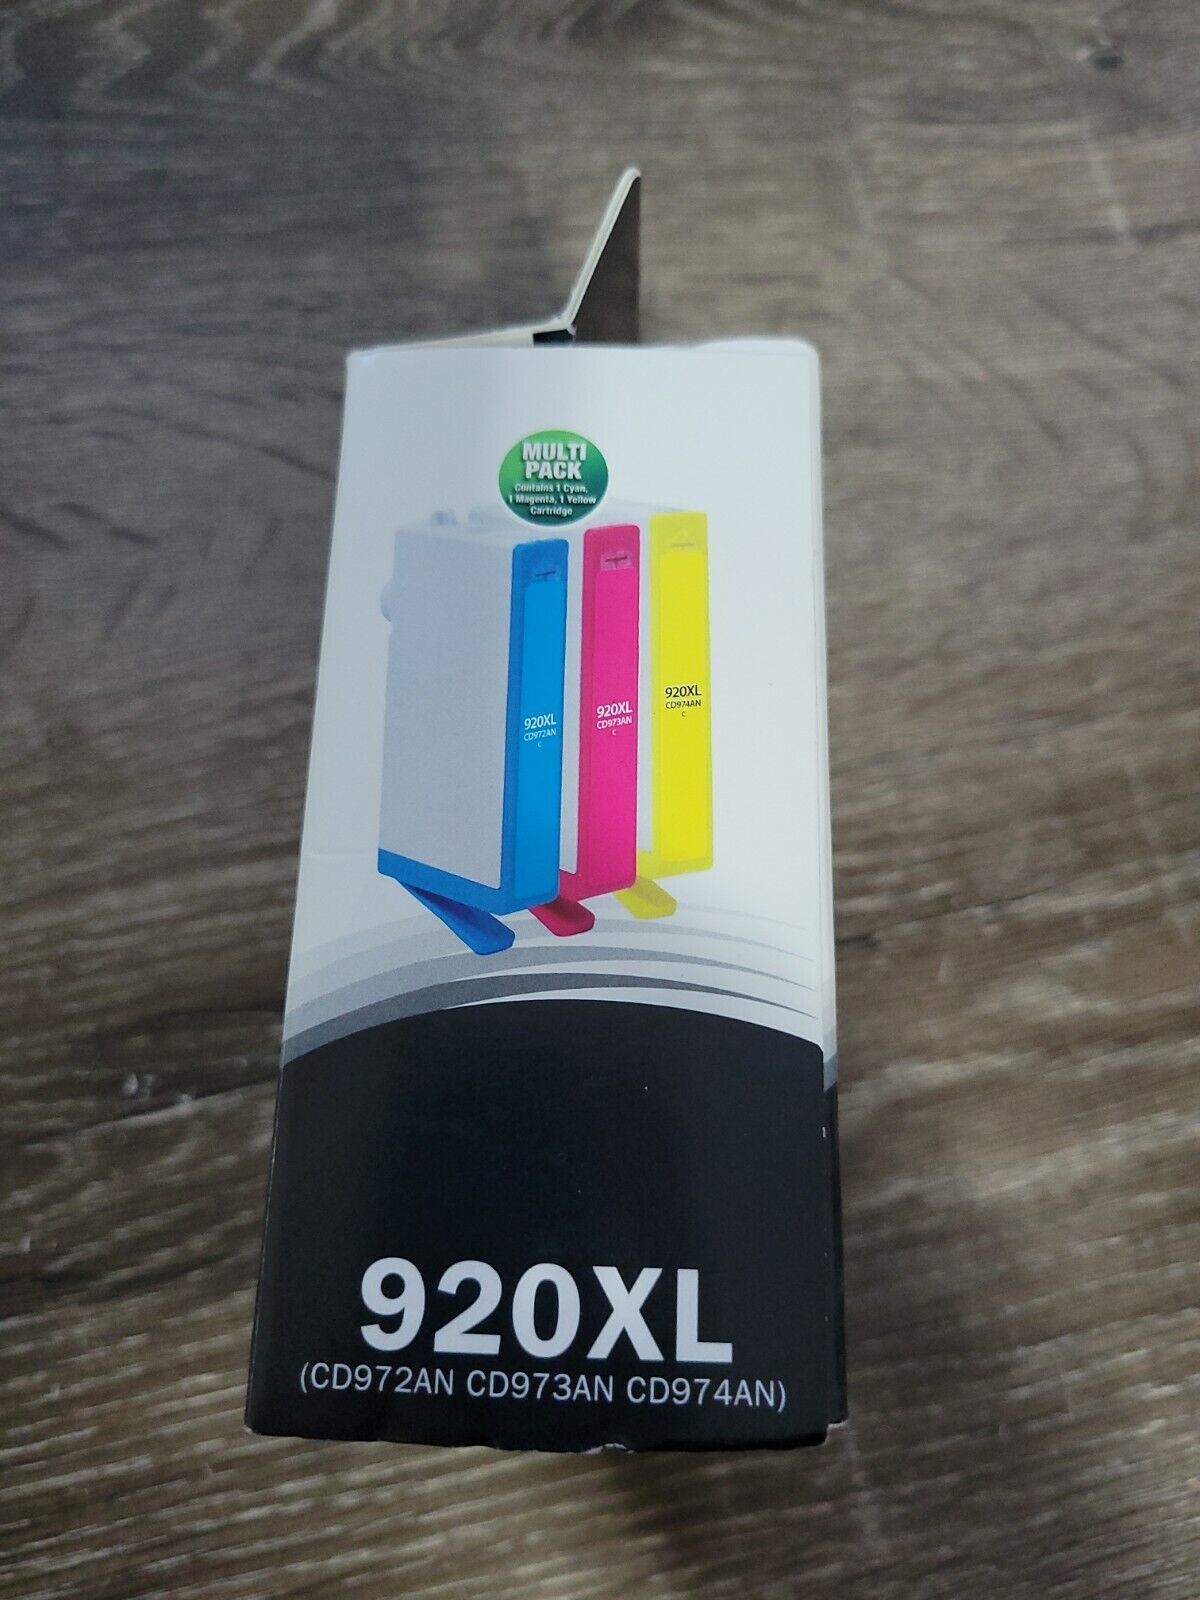 MULTI
PACK
Contains 1 Cyan,
1 Magenta, 1 Yellow
Cartridge
920XL
CD972AN
C
920XL
CD973AN
C
920XL
CD974AN
C
920XL
(CD972AN CD973AN CD974AN)